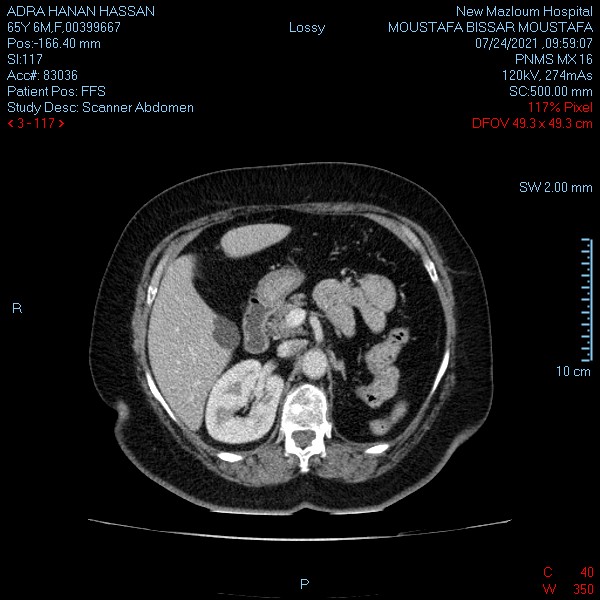 ADRA HANAN HASSAN
65Y 6M,F,00399667
Pos:-166.40 mm
SI:117
Acc#: 83036
Patient Pos: FFS
Study Desc: Scanner Abdomen
< 3 - 117 >
Lossy
New Mazloum Hospital
MOUSTAFA BISSAR MOUSTAFA
07/24/2021 ,09:59:07
PNMS MX 16
120kV, 274mAs
SC:500.00 mm
117% Pixel
DFOV 49.3 x 49.3 cm
SW 2.00 mm
R
10 cm
P
C 40
W 350